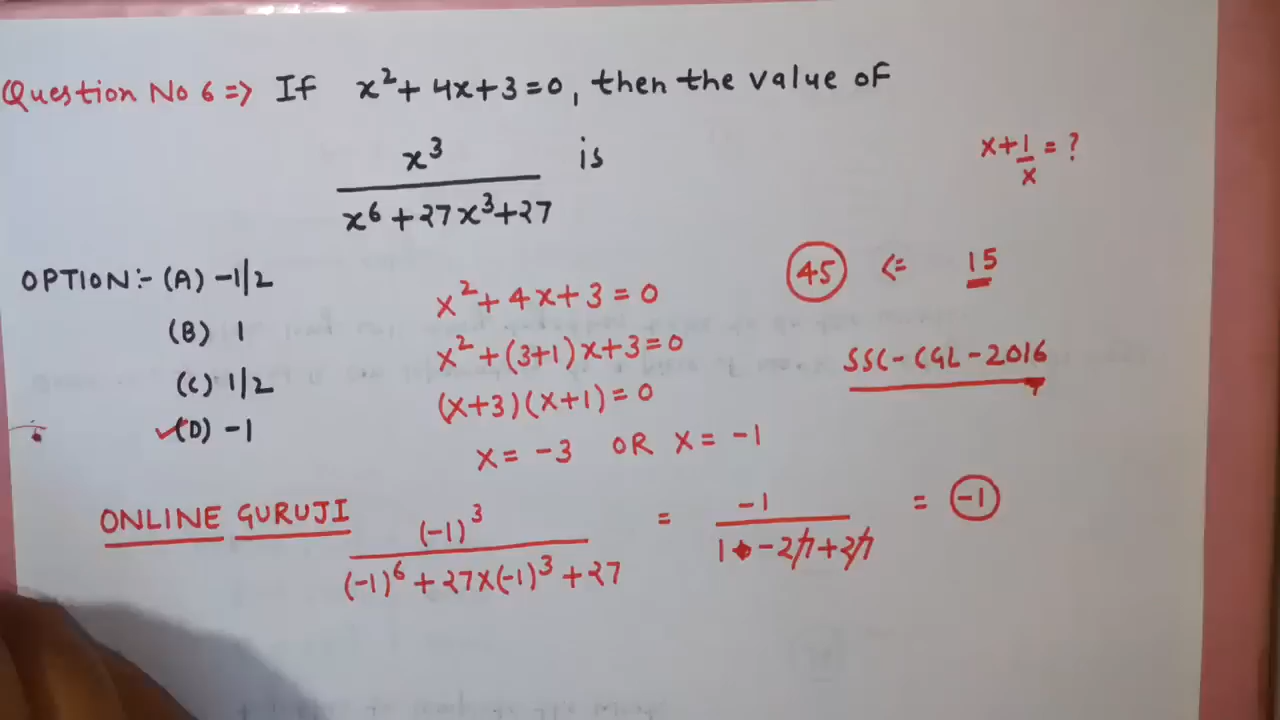 Question No 6 => If x² + 4x + 3 = 0, then the value of
x³ / (x⁶ + 27x³ + 27) is
x + 1/x = ?
OPTION:- (A) -1/2
(B) 1
(C) 1/2
(D) -1
45 <= 15
SSC-CGL-2016
x² + 4x + 3 = 0
x² + (3+1)x + 3 = 0
(x+3)(x+1) = 0
x = -3 OR x = -1
ONLINE GURUJI
(-1)³ / ((-1)⁶ + 27x(-1)³ + 27) = -1 / (1 - 27 + 27) = -1